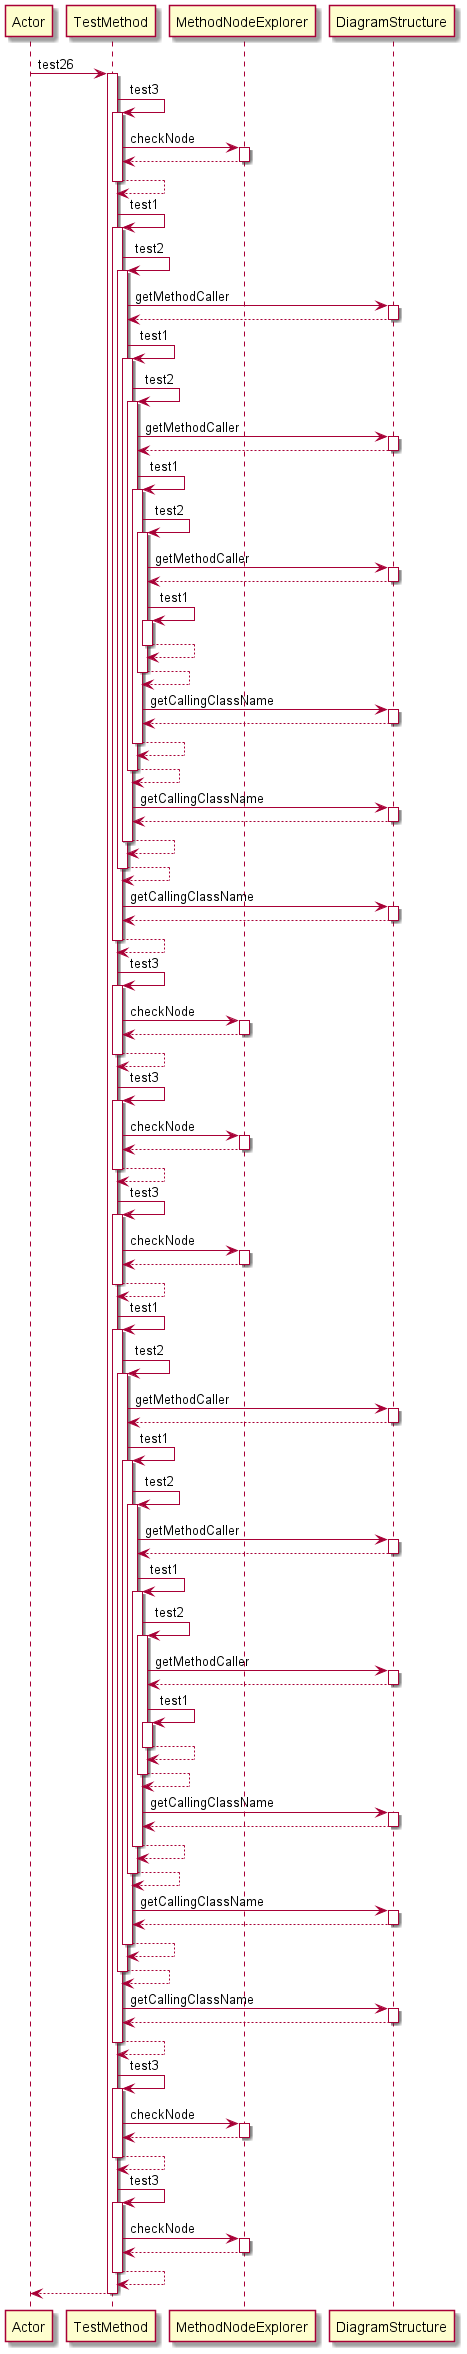 Actor TestMethod MethodNodeExplorer DiagramStructure
test26
test3
checkNode
test1
test2
getMethodCaller
test1
test2
getMethodCaller
test1
test2
getMethodCaller
test1
getCallingClassName
getCallingClassName
getCallingClassName
test3
checkNode
test3
checkNode
test3
checkNode
test1
test2
getMethodCaller
test1
test2
getMethodCaller
test1
test2
getMethodCaller
test1
getCallingClassName
getCallingClassName
getCallingClassName
test3
checkNode
test3
checkNode
Actor TestMethod MethodNodeExplorer DiagramStructure